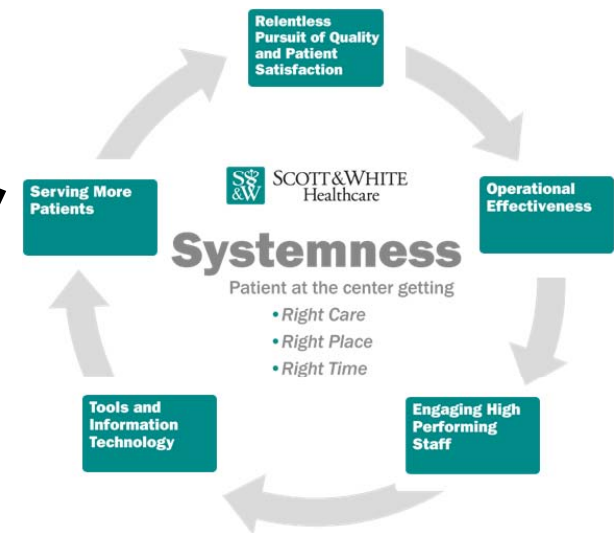 Relentless
Pursuit of Quality
and Patient
Satisfaction
Serving More
Patients
S&W
SCOTT & WHITE
Healthcare
Operational
Effectiveness
Systemness
Patient at the center getting
• Right Care
• Right Place
• Right Time
Tools and
Information
Technology
Engaging High
Performing
Staff